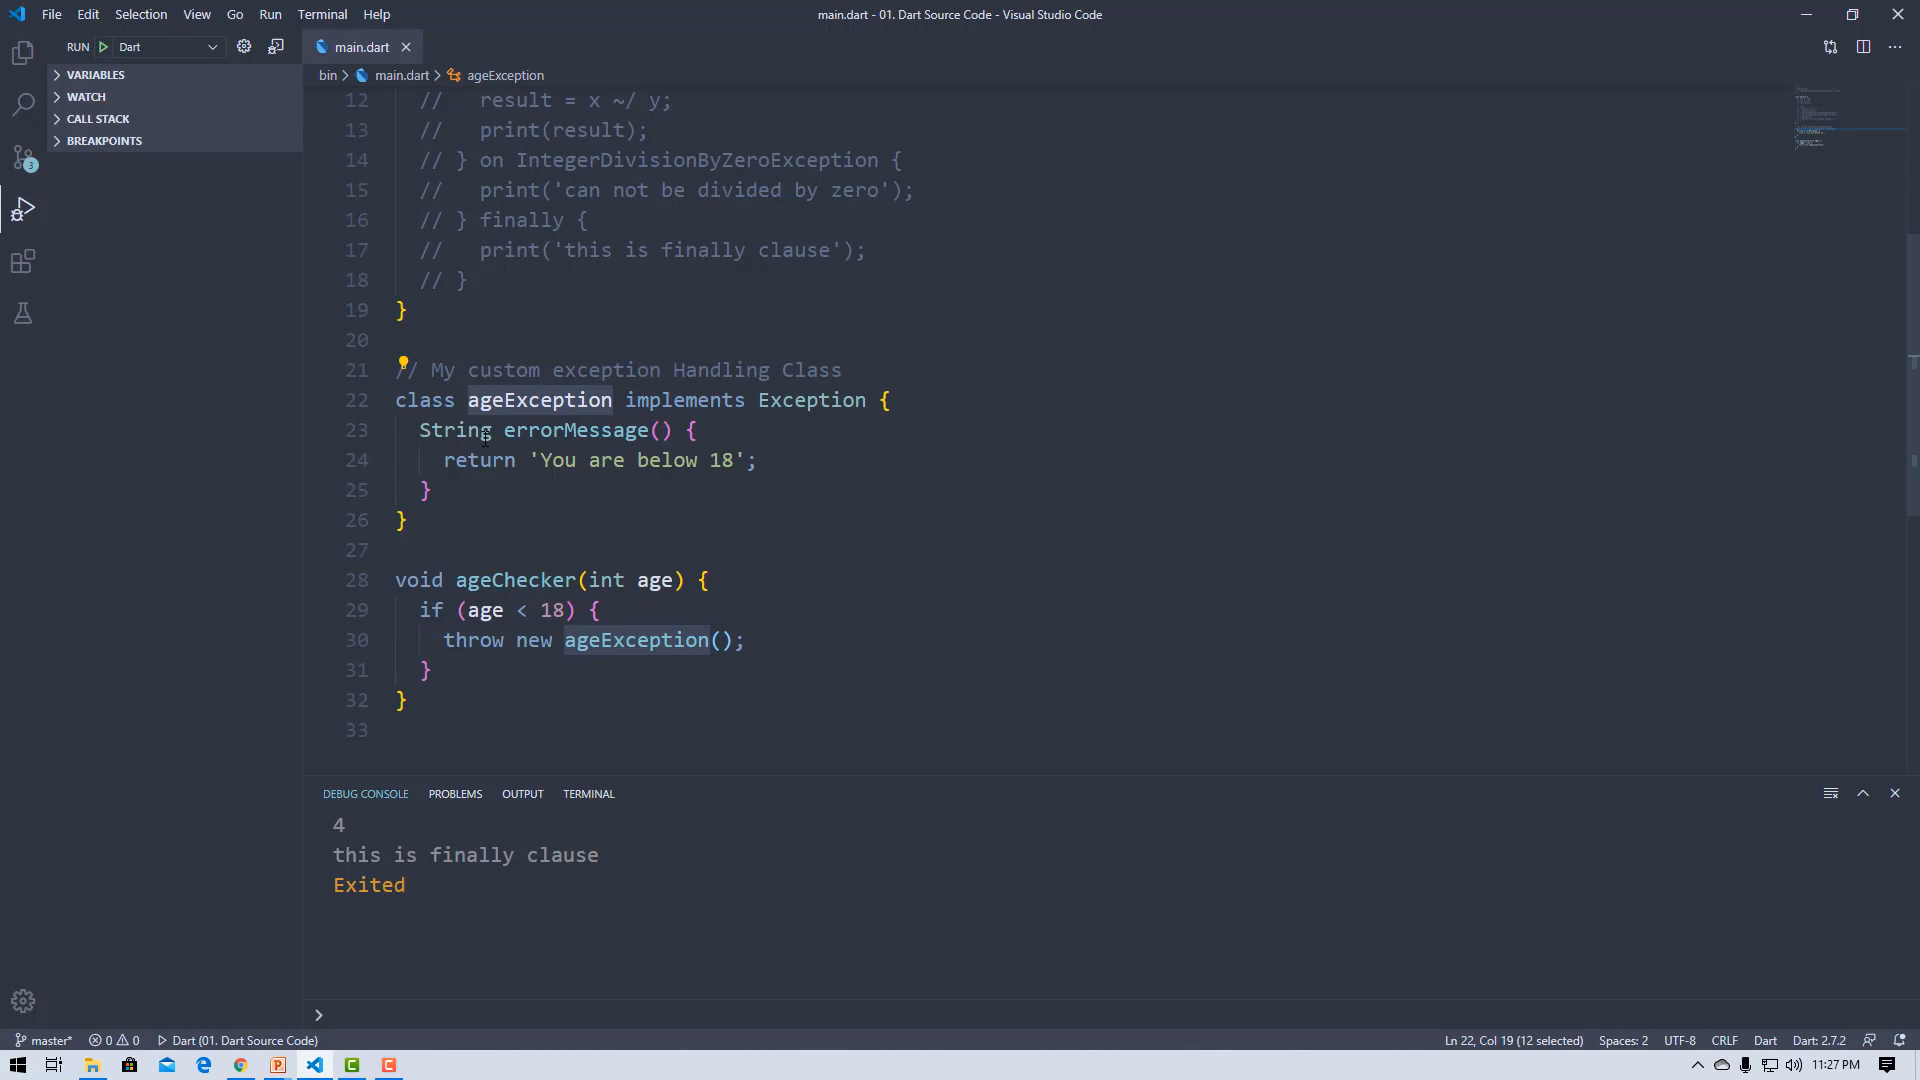 File Edit Selection View Go Run Terminal Help
main.dart - 01. Dart Source Code - Visual Studio Code
RUN Dart
main.dart
VARIABLES
WATCH
CALL STACK
BREAKPOINTS
3
bin > main.dart > ageException
12 //   result = x ~/ y;
13 //   print(result);
14 // } on IntegerDivisionByZeroException {
15 //   print('can not be divided by zero');
16 // } finally {
17 //   print('this is finally clause');
18 // }
19 }
20
21 // My custom exception Handling Class
22 class ageException implements Exception {
23   String errorMessage() {
24     return 'You are below 18';
25   }
26 }
27
28 void ageChecker(int age) {
29   if (age < 18) {
30     throw new ageException();
31   }
32 }
33
DEBUG CONSOLE PROBLEMS OUTPUT TERMINAL
4
this is finally clause
Exited
>
master* 0 0 Dart (01. Dart Source Code) Ln 22, Col 19 (12 selected) Spaces: 2 UTF-8 CRLF Dart Dart: 2.7.2
11:27 PM